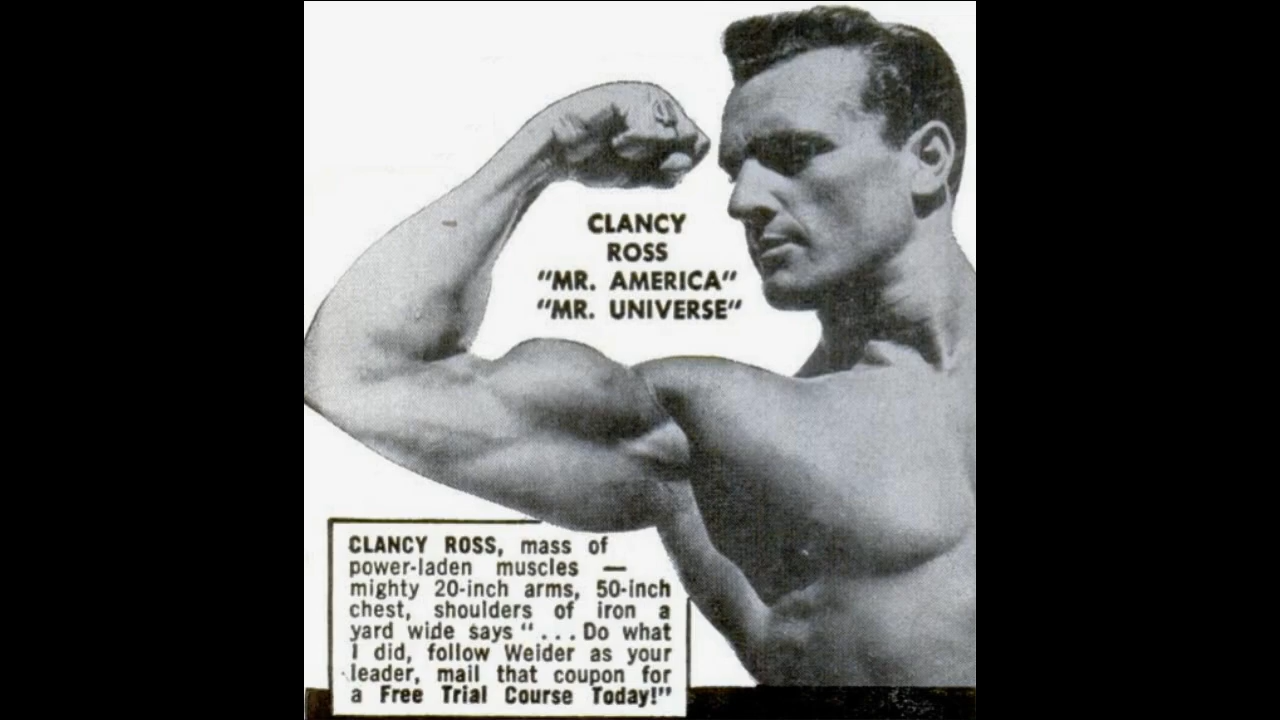 CLANCY
ROSS
"MR. AMERICA"
"MR. UNIVERSE"
CLANCY ROSS, mass of
power-laden muscles —
mighty 20-inch arms, 50-inch
chest, shoulders of iron a
yard wide says "... Do what
I did, follow Weider as your
leader, mail that coupon for
a Free Trial Course Today!"